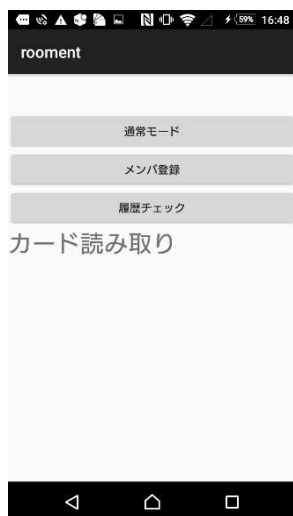 59% 16:48
rooment
通常モード
メンバ登録
履歴チェック
カード読み取り